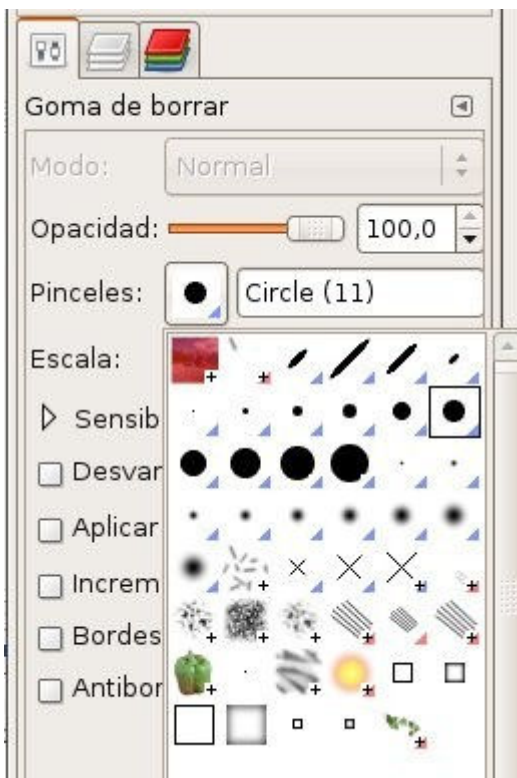 Goma de borrar
Modo: Normal
Opacidad: 100,0
Pinceles: Circle (11)
Escala:
Sensib
Desvar
Aplicar
Increm
Bordes
Antibor